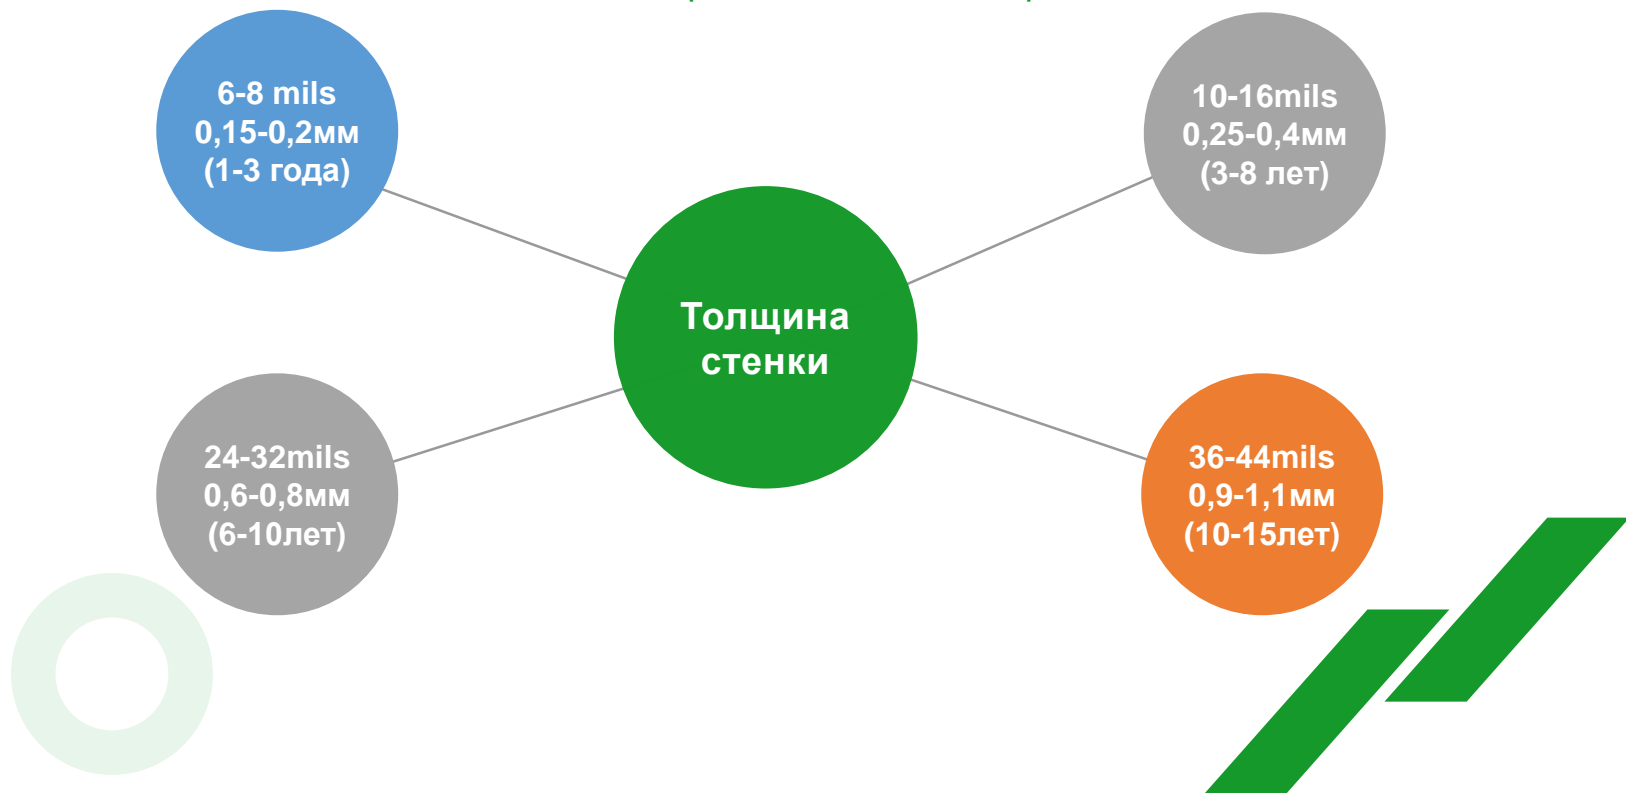 6-8 mils
0,15-0,2мм
(1-3 года)
10-16mils
0,25-0,4мм
(3-8 лет)
Толщина
стенки
24-32mils
0,6-0,8мм
(6-10лет)
36-44mils
0,9-1,1мм
(10-15лет)